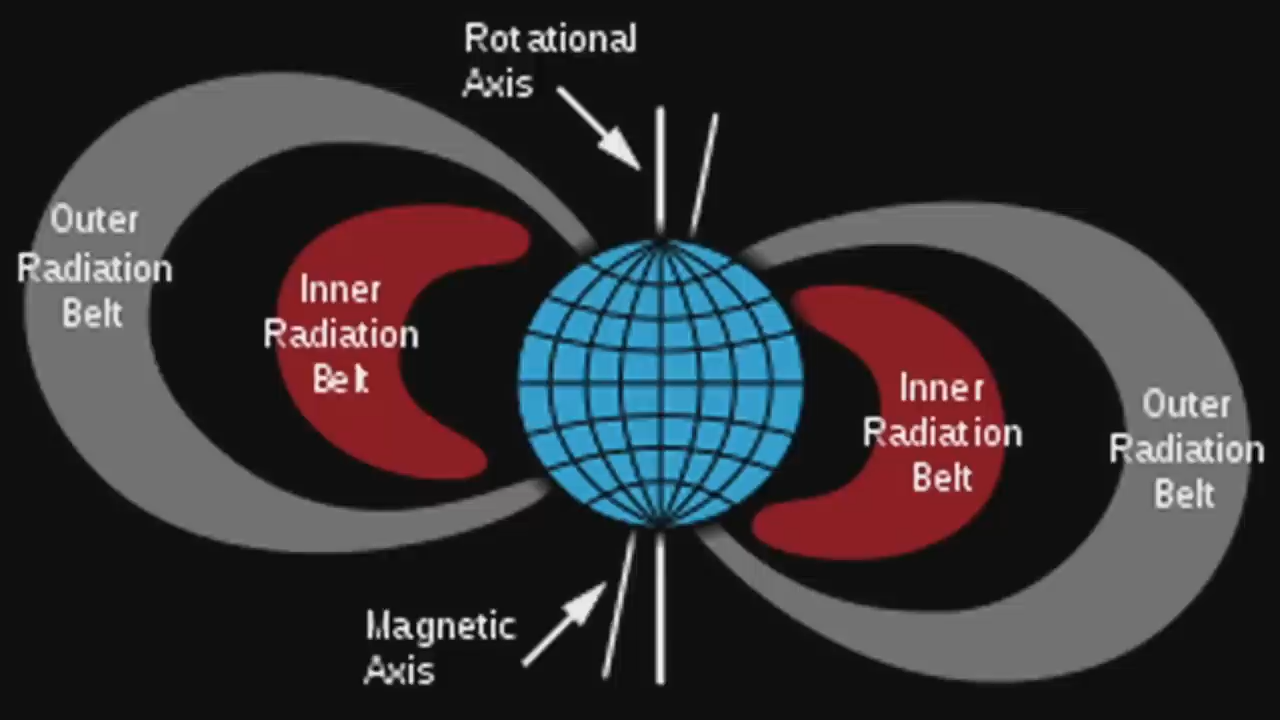 Rotational
Axis
Outer
Radiation
Belt
Inner
Radiation
Belt
Inner
Radiation
Belt
Outer
Radiation
Belt
Magnetic
Axis